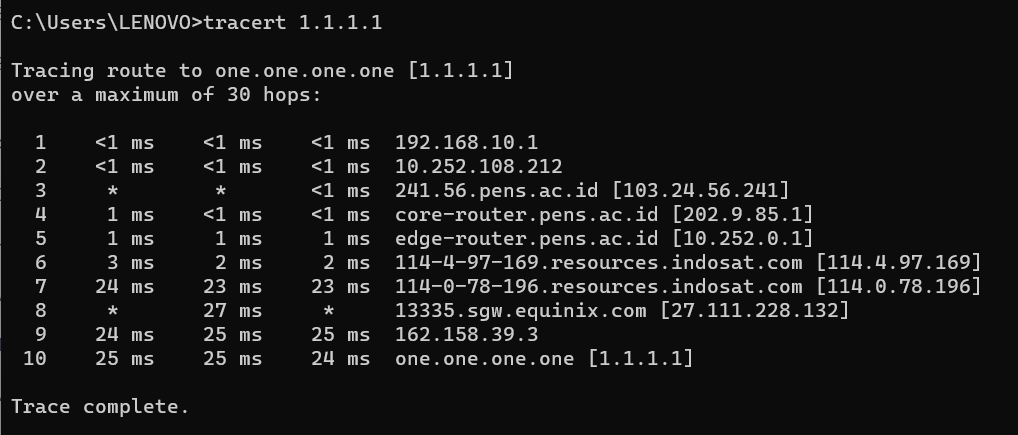 C:\Users\LENOVO>tracert 1.1.1.1
Tracing route to one.one.one.one [1.1.1.1]
over a maximum of 30 hops:
1 <1 ms <1 ms <1 ms 192.168.10.1
2 <1 ms <1 ms <1 ms 10.252.108.212
3 * * <1 ms 241.56.pens.ac.id [103.24.56.241]
4 1 ms <1 ms <1 ms core-router.pens.ac.id [202.9.85.1]
5 1 ms 1 ms 1 ms edge-router.pens.ac.id [10.252.0.1]
6 3 ms 2 ms 2 ms 114-4-97-169.resources.indosat.com [114.4.97.169]
7 24 ms 23 ms 23 ms 114-0-78-196.resources.indosat.com [114.0.78.196]
8 * 27 ms * 13335.sgw.equinix.com [27.111.228.132]
9 24 ms 25 ms 25 ms 162.158.39.3
10 25 ms 25 ms 24 ms one.one.one.one [1.1.1.1]
Trace complete.